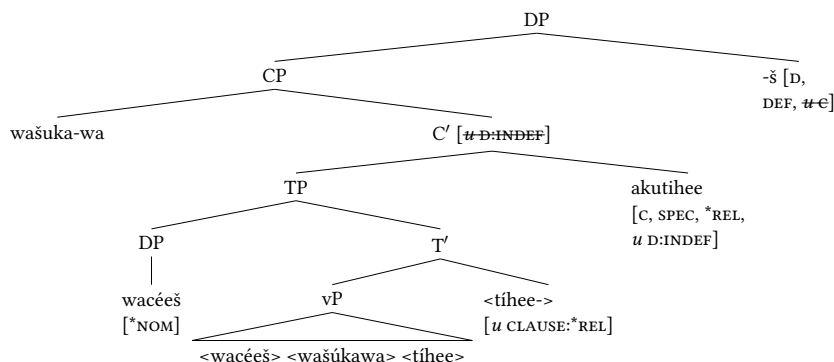 DP
CP
-š [D,
DEF, u C]
wašuka-wa
C′ [u D:INDEF]
TP
akutihee
[C, SPEC, *REL,
u D:INDEF]
DP
T′
wacéeš
[*NOM]
vP
<tíhee->
[u CLAUSE:*REL]
<wacéeš> <wašúkawa> <tíhee>